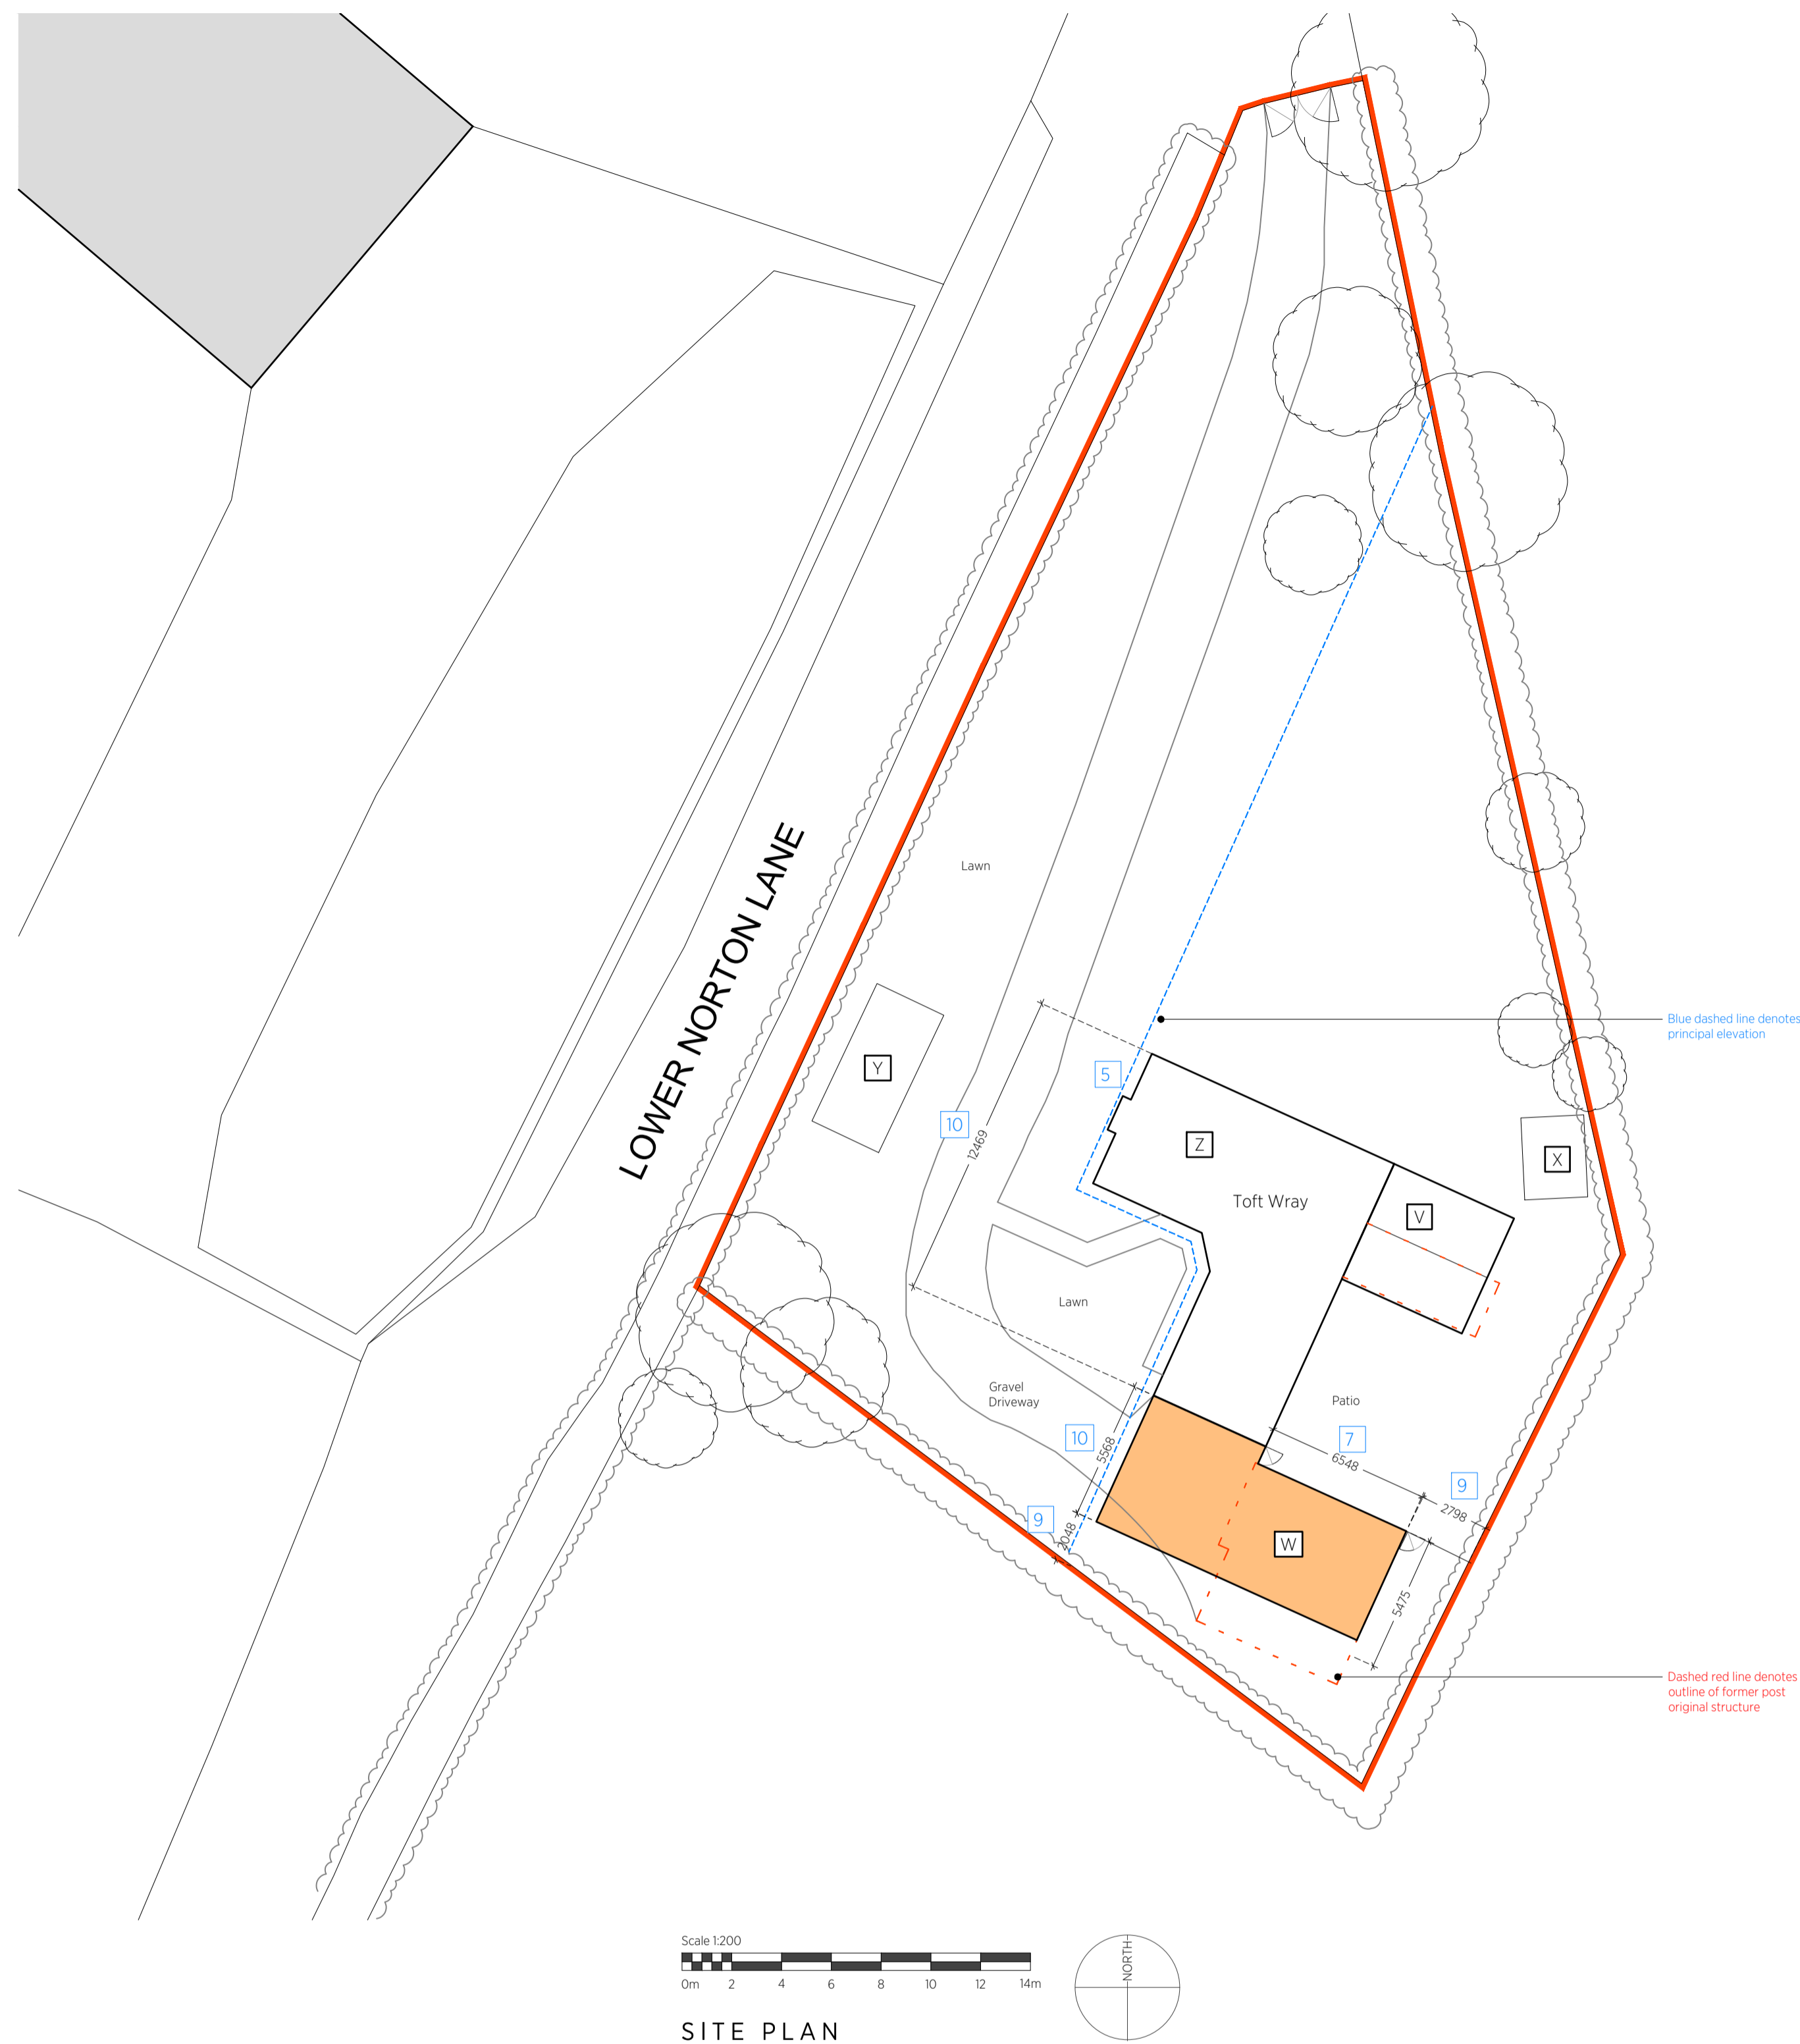 LOWER NORTON LANE
Lawn
Blue dashed line denotes
principal elevation
Y
5
10
12469
Z
X
Toft Wray
V
Lawn
Gravel
Driveway
Patio
10
5568
7
6548
9
2798
9
2048
W
5475
Dashed red line denotes
outline of former post
original structure
Scale 1:200
0m 2 4 6 8 10 12 14m
NORTH
SITE PLAN